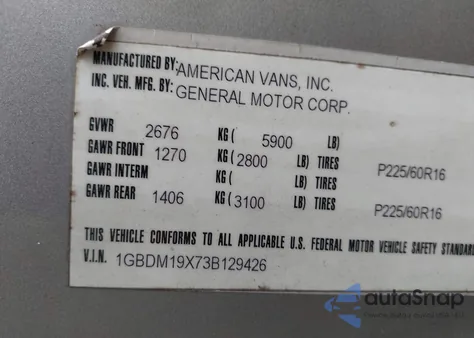 MANUFACTURED BY: AMERICAN VANS, INC.
INC. VEH. MFG. BY: GENERAL MOTOR CORP.
GVWR 2676 KG( 5900 LB)
GAWR FRONT 1270 KG( 2800 LB) TIRES P225/60R16
GAWR INTERM KG( LB) TIRES
GAWR REAR 1406 KG( 3100 LB) TIRES P225/60R16
THIS VEHICLE CONFORMS TO ALL APPLICABLE U.S. FEDERAL MOTOR VEHICLE SAFETY STANDARD
V.I.N. 1GBDM19X73B129426
autoSnap